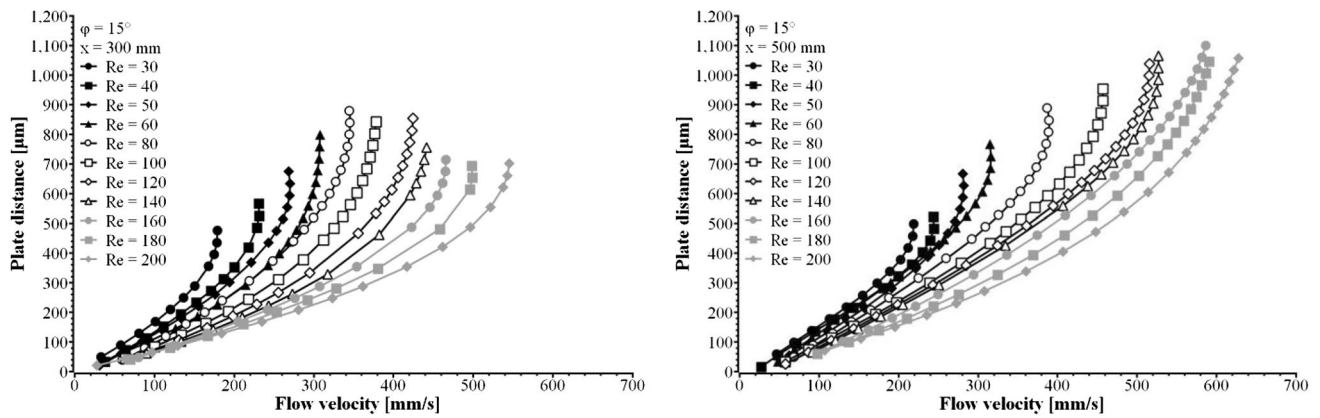 1,200
1,100
1,000
900
800
700
600
500
400
300
200
100
0
Plate distance [µm]
φ = 15°
x = 300 mm
Re = 30
Re = 40
Re = 50
Re = 60
Re = 80
Re = 100
Re = 120
Re = 140
Re = 160
Re = 180
Re = 200
0 100 200 300 400 500 600 700
Flow velocity [mm/s]
1,200
1,100
1,000
900
800
700
600
500
400
300
200
100
0
Plate distance [µm]
φ = 15°
x = 500 mm
Re = 30
Re = 40
Re = 50
Re = 60
Re = 80
Re = 100
Re = 120
Re = 140
Re = 160
Re = 180
Re = 200
0 100 200 300 400 500 600 700
Flow velocity [mm/s]